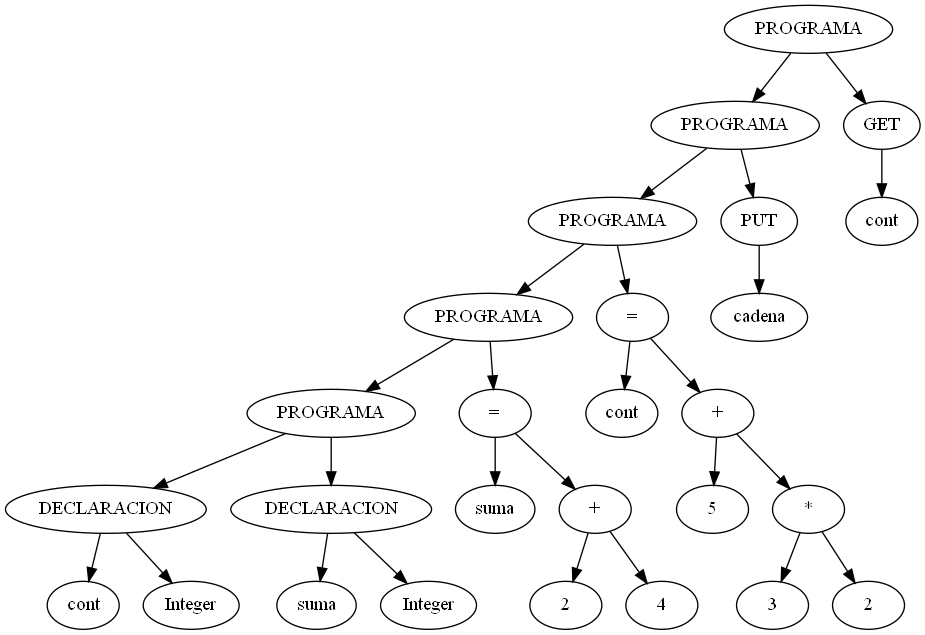 PROGRAMA
PROGRAMA GET
PROGRAMA PUT cont
PROGRAMA = cadena
PROGRAMA = cont +
DECLARACION DECLARACION suma + 5 *
cont Integer suma Integer 2 4 3 2